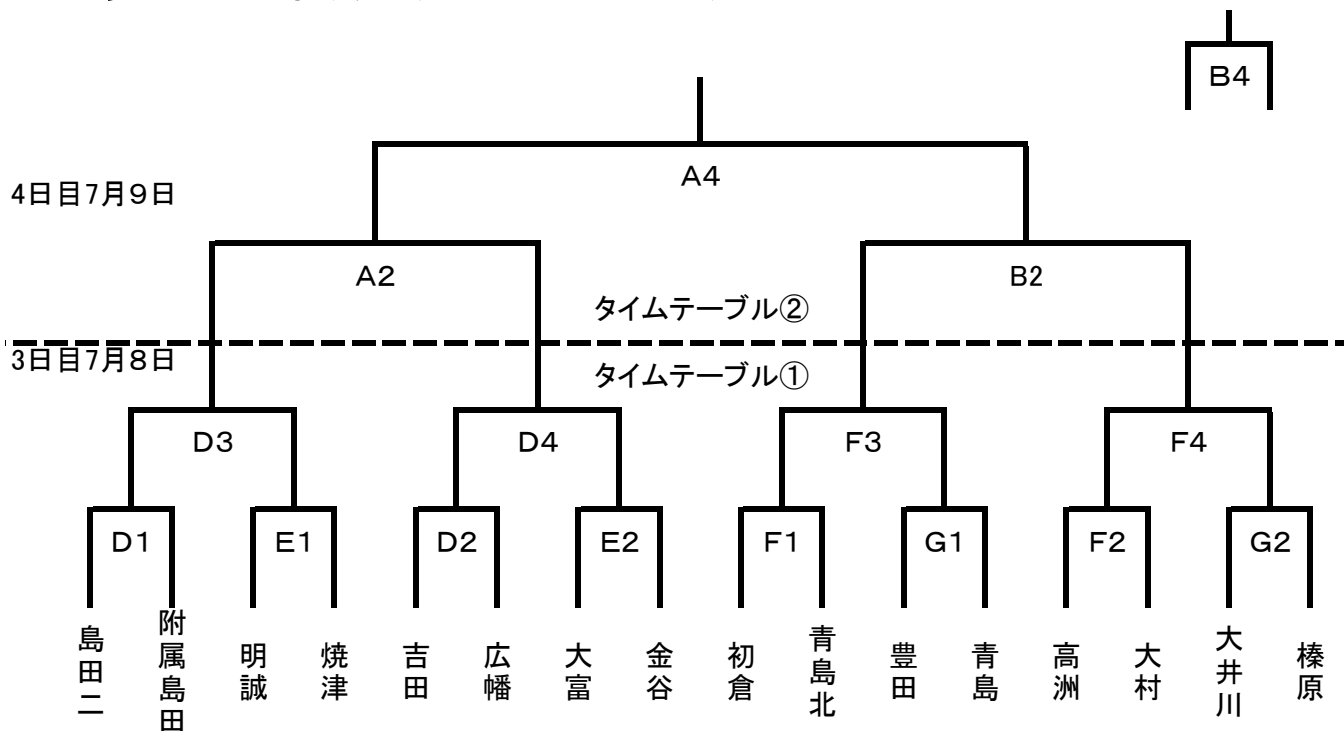 B4
A4
4日目7月9日
A2
B2
タイムテーブル②
3日目7月8日
タイムテーブル①
D3
D4
F3
F4
D1
E1
D2
E2
F1
G1
F2
G2
島田二
附属島田
明誠
焼津
吉田
広幡
大富
金谷
初倉
青島北
豊田
青島
高洲
大村
大井川
榛原